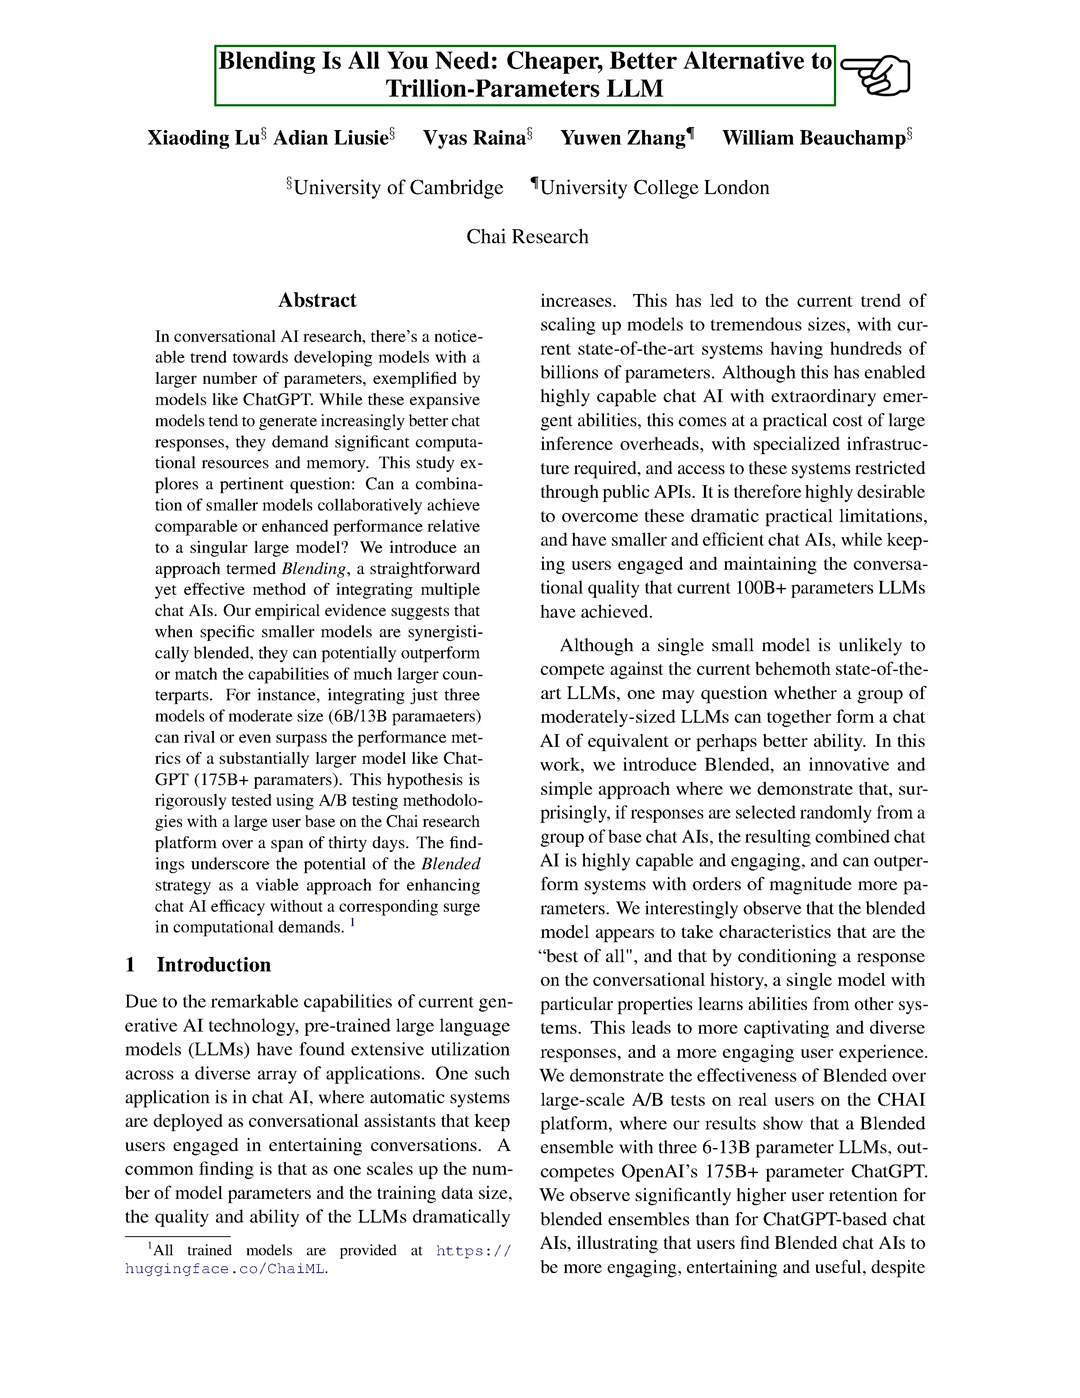 Blending Is All You Need: Cheaper, Better Alternative to
Trillion-Parameters LLM
Xiaoding Lu§ Adian Liusie§ Vyas Raina§ Yuwen Zhang¶ William Beauchamp§
§University of Cambridge ¶University College London
Chai Research
Abstract
In conversational AI research, there's a notice-
able trend towards developing models with a
larger number of parameters, exemplified by
models like ChatGPT. While these expansive
models tend to generate increasingly better chat
responses, they demand significant computa-
tional resources and memory. This study ex-
plores a pertinent question: Can a combina-
tion of smaller models collaboratively achieve
comparable or enhanced performance relative
to a singular large model? We introduce an
approach termed Blending, a straightforward
yet effective method of integrating multiple
chat AIs. Our empirical evidence suggests that
when specific smaller models are synergisti-
cally blended, they can potentially outperform
or match the capabilities of much larger coun-
terparts. For instance, integrating just three
models of moderate size (6B/13B paramaeters)
can rival or even surpass the performance met-
rics of a substantially larger model like Chat-
GPT (175B+ paramaters). This hypothesis is
rigorously tested using A/B testing methodolo-
gies with a large user base on the Chai research
platform over a span of thirty days. The find-
ings underscore the potential of the Blended
strategy as a viable approach for enhancing
chat AI efficacy without a corresponding surge
in computational demands. 1
1 Introduction
Due to the remarkable capabilities of current gen-
erative AI technology, pre-trained large language
models (LLMs) have found extensive utilization
across a diverse array of applications. One such
application is in chat AI, where automatic systems
are deployed as conversational assistants that keep
users engaged in entertaining conversations. A
common finding is that as one scales up the num-
ber of model parameters and the training data size,
the quality and ability of the LLMs dramatically
1All trained models are provided at https://
huggingface.co/ChaiML.
increases. This has led to the current trend of
scaling up models to tremendous sizes, with cur-
rent state-of-the-art systems having hundreds of
billions of parameters. Although this has enabled
highly capable chat AI with extraordinary emer-
gent abilities, this comes at a practical cost of large
inference overheads, with specialized infrastruc-
ture required, and access to these systems restricted
through public APIs. It is therefore highly desirable
to overcome these dramatic practical limitations,
and have smaller and efficient chat AIs, while keep-
ing users engaged and maintaining the conversa-
tional quality that current 100B+ parameters LLMs
have achieved.
Although a single small model is unlikely to
compete against the current behemoth state-of-the-
art LLMs, one may question whether a group of
moderately-sized LLMs can together form a chat
AI of equivalent or perhaps better ability. In this
work, we introduce Blended, an innovative and
simple approach where we demonstrate that, sur-
prisingly, if responses are selected randomly from a
group of base chat AIs, the resulting combined chat
AI is highly capable and engaging, and can outper-
form systems with orders of magnitude more pa-
rameters. We interestingly observe that the blended
model appears to take characteristics that are the
“best of all", and that by conditioning a response
on the conversational history, a single model with
particular properties learns abilities from other sys-
tems. This leads to more captivating and diverse
responses, and a more engaging user experience.
We demonstrate the effectiveness of Blended over
large-scale A/B tests on real users on the CHAI
platform, where our results show that a Blended
ensemble with three 6-13B parameter LLMs, out-
competes OpenAI's 175B+ parameter ChatGPT.
We observe significantly higher user retention for
blended ensembles than for ChatGPT-based chat
AIs, illustrating that users find Blended chat AIs to
be more engaging, entertaining and useful, despite